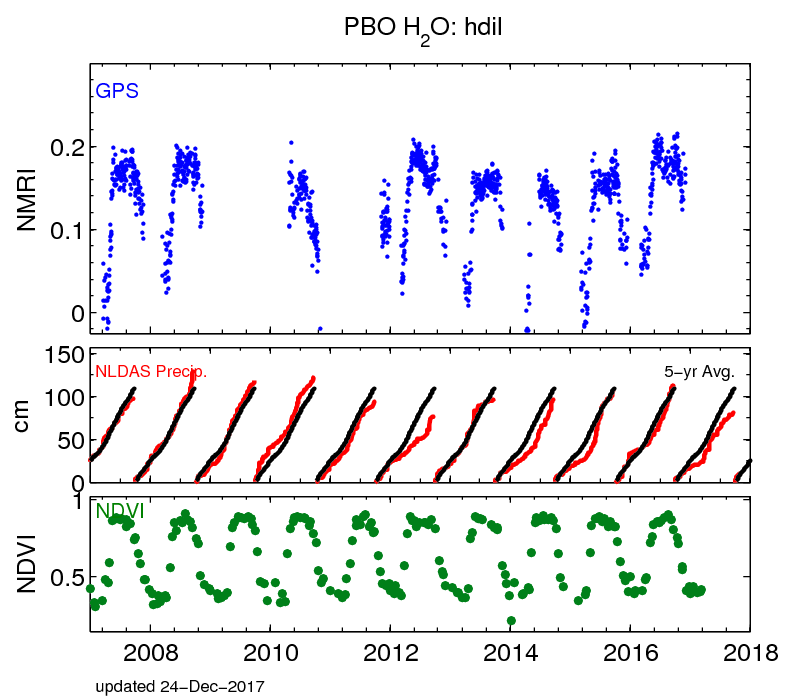 PBO H2O: hdil
GPS
0.2
0.1
0
NMRI
150
100
50
0
cm
NLDAS Precip.
5-yr Avg.
1
0.5
NDVI
NDVI
2008 2010 2012 2014 2016 2018
updated 24-Dec-2017